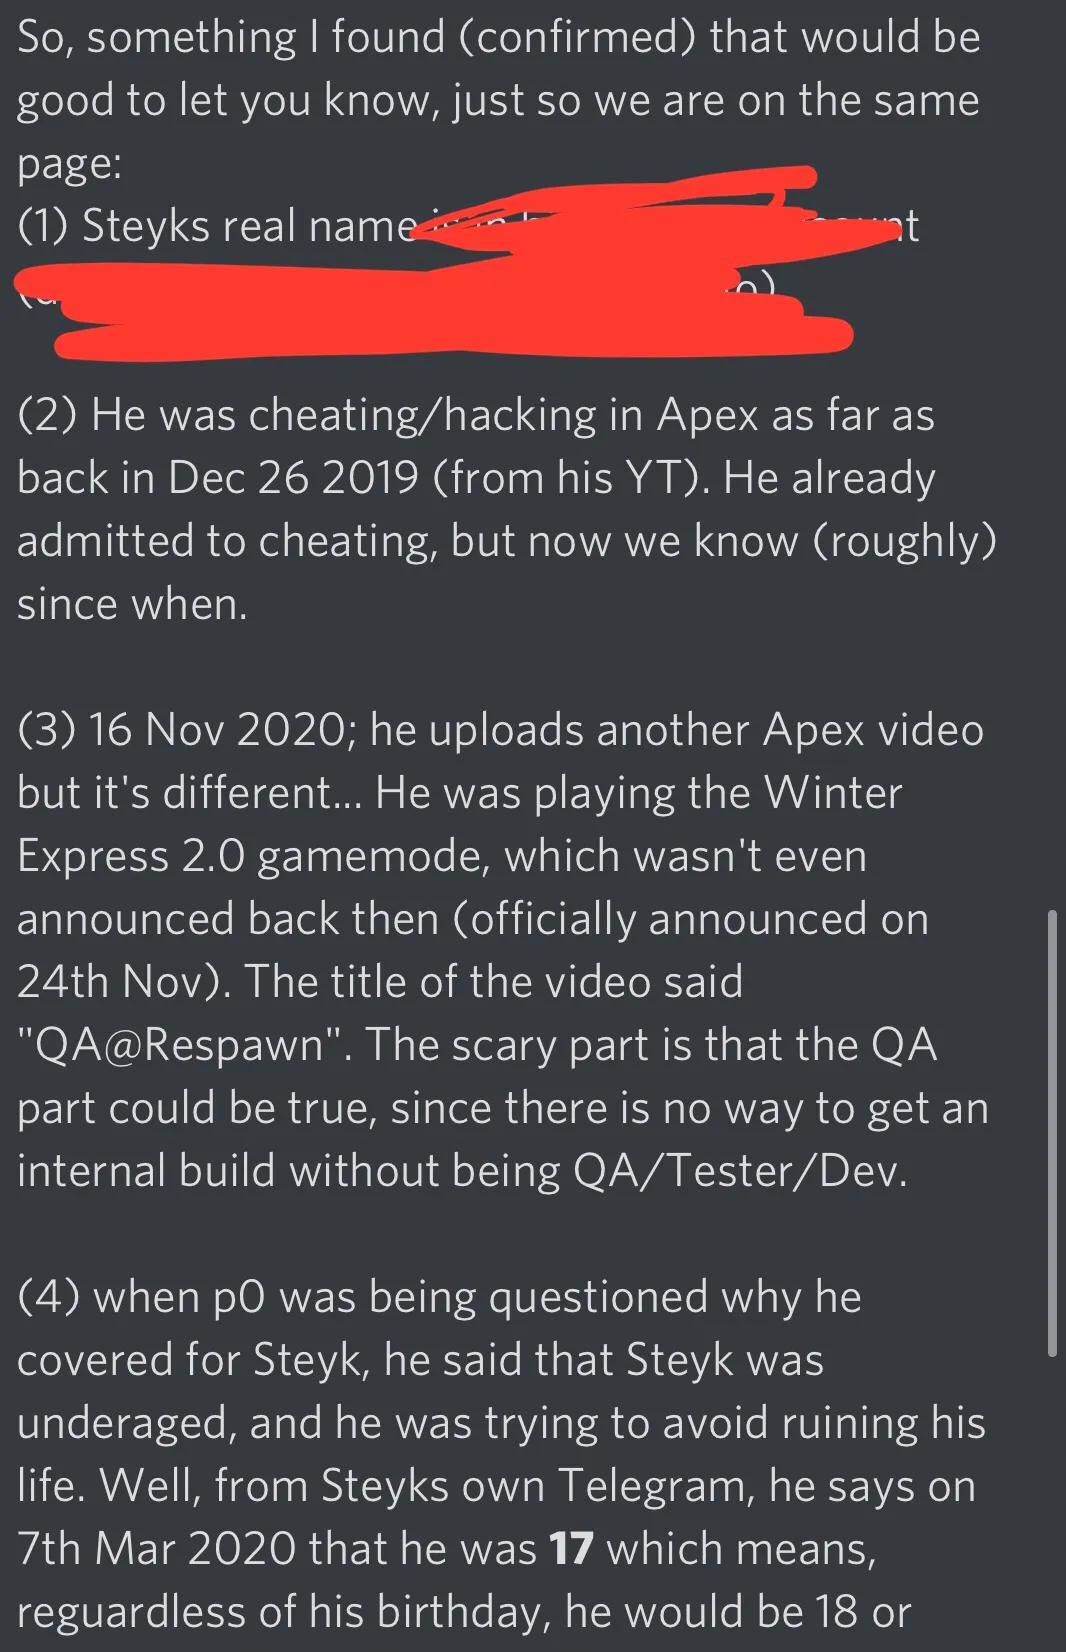 So, something I found (confirmed) that would be
good to let you know, just so we are on the same
page:
(1) Steyks real name
(2) He was cheating/hacking in Apex as far as
back in Dec 26 2019 (from his YT). He already
admitted to cheating, but now we know (roughly)
since when.
(3) 16 Nov 2020; he uploads another Apex video
but it's different... He was playing the Winter
Express 2.0 gamemode, which wasn't even
announced back then (officially announced on
24th Nov). The title of the video said
"QA@Respawn". The scary part is that the QA
part could be true, since there is no way to get an
internal build without being QA/Tester/Dev.
(4) when p0 was being questioned why he
covered for Steyk, he said that Steyk was
underaged, and he was trying to avoid ruining his
life. Well, from Steyks own Telegram, he says on
7th Mar 2020 that he was 17 which means,
reguardless of his birthday, he would be 18 or